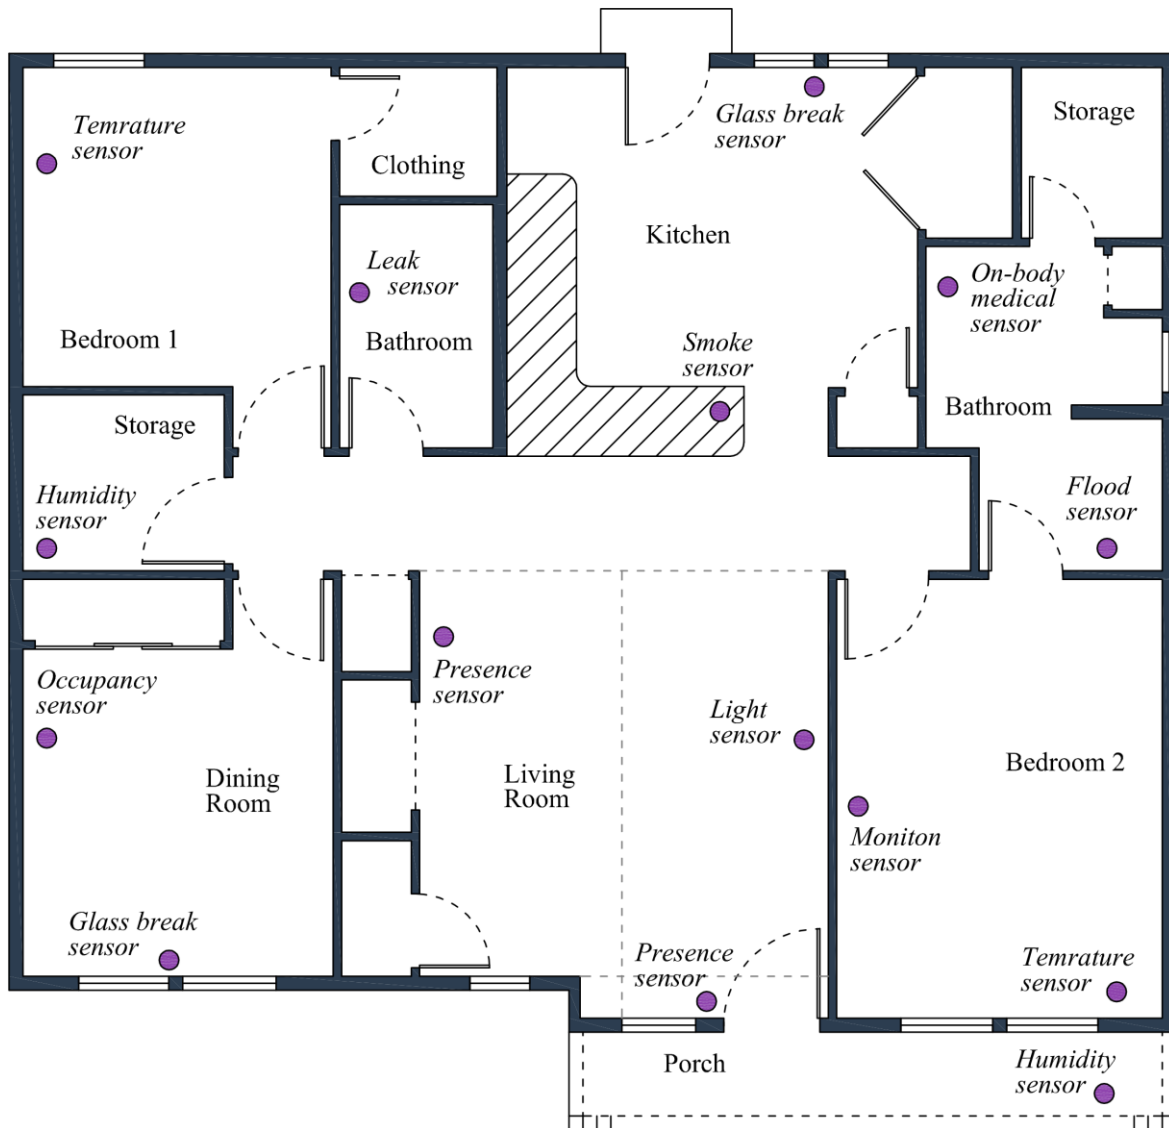 Temrature
sensor
Clothing
Glass break
sensor
Storage
Kitchen
Leak
sensor
On-body
medical
sensor
Bedroom 1
Bathroom
Smoke
sensor
Bathroom
Storage
Humidity
sensor
Flood
sensor
Occupancy
sensor
Presence
sensor
Light
sensor
Dining
Room
Living
Room
Bedroom 2
Moniton
sensor
Glass break
sensor
Presence
sensor
Temrature
sensor
Porch
Humidity
sensor